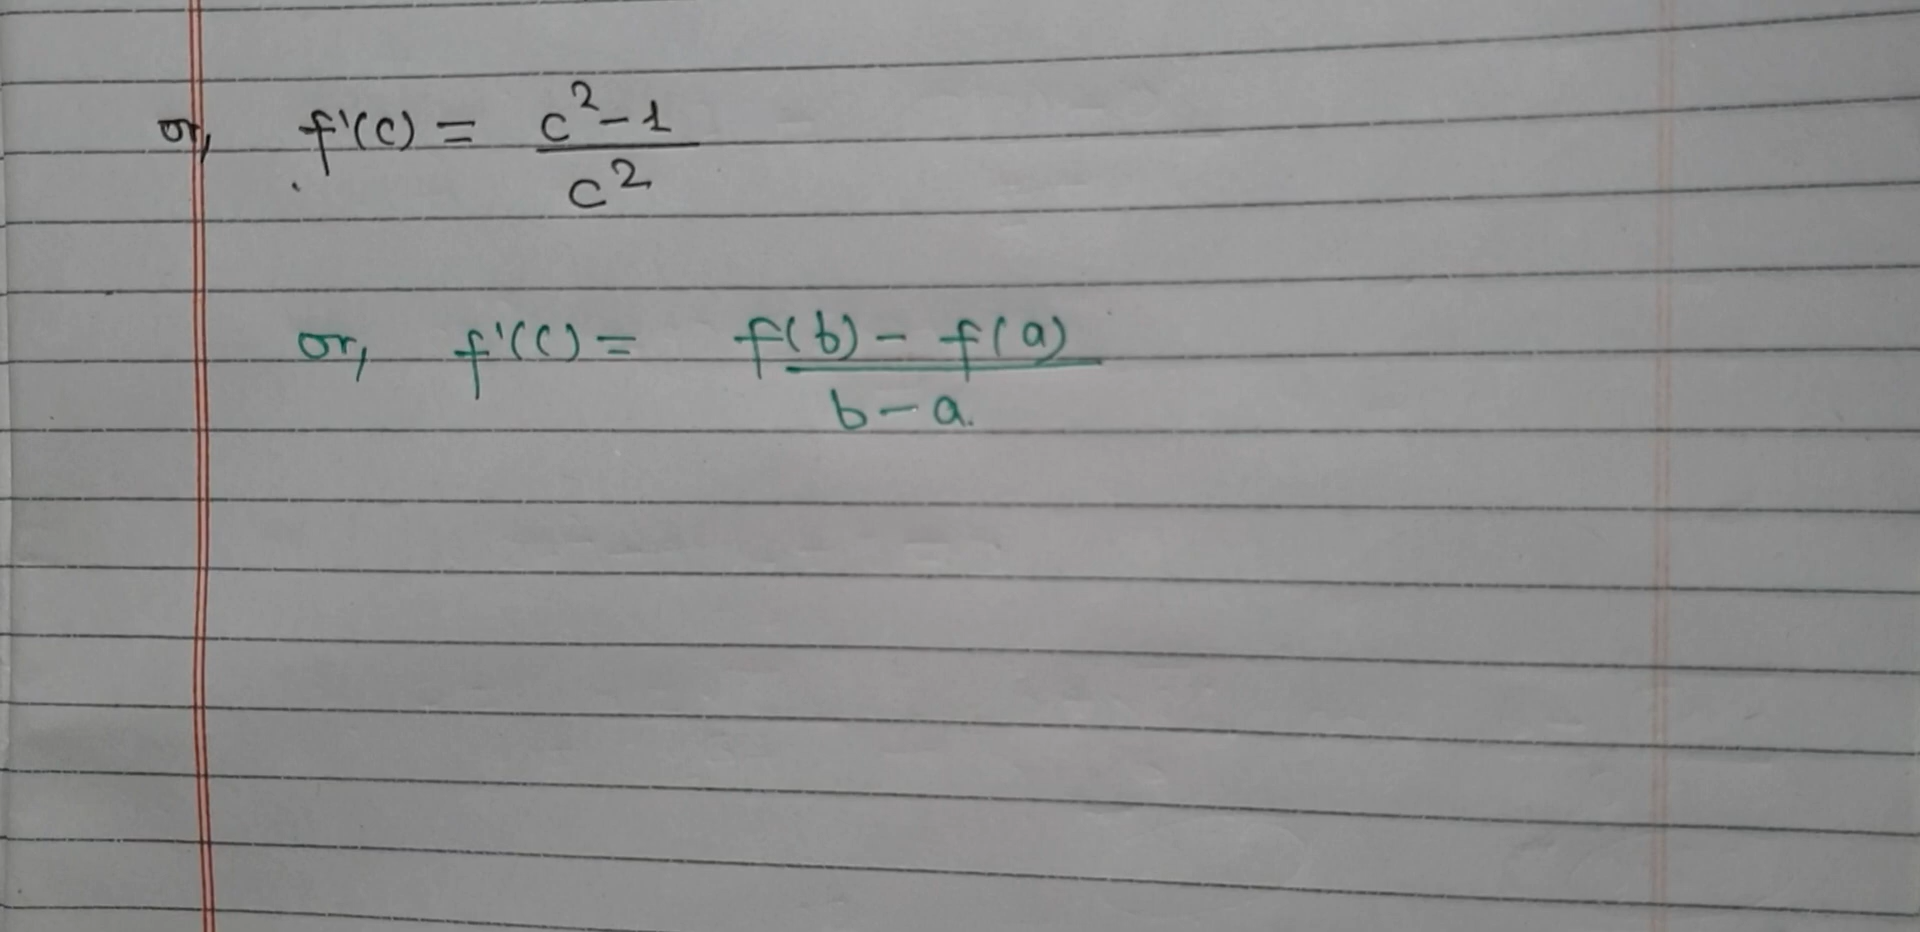 or, f'(c) = (c²-1)/c²
or, f'(c) = (f(b) - f(a))/(b-a)